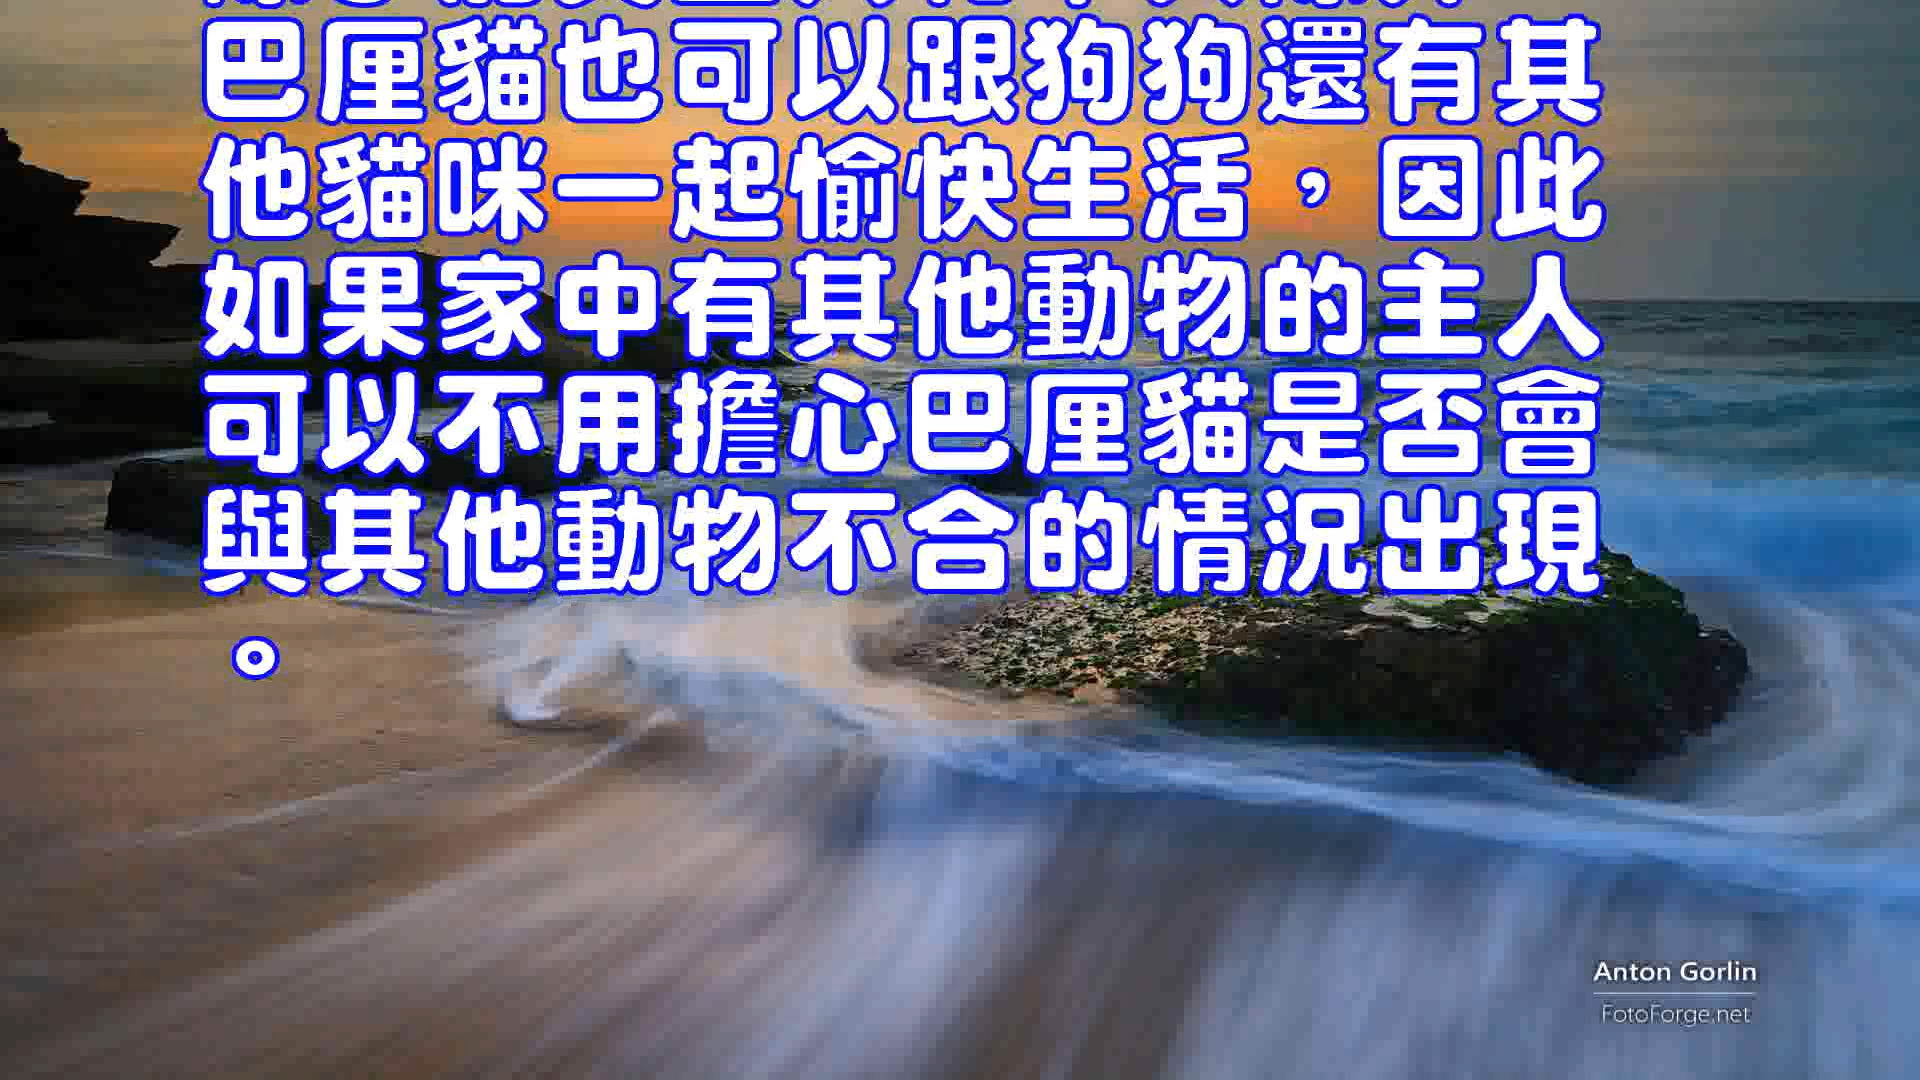 巴厘貓也可以跟狗狗還有其
他貓咪一起愉快生活，因此
如果家中有其他動物的主人
可以不用擔心巴厘貓是否會
與其他動物不合的情況出現
。
Anton Gorlin
FotoForge.net